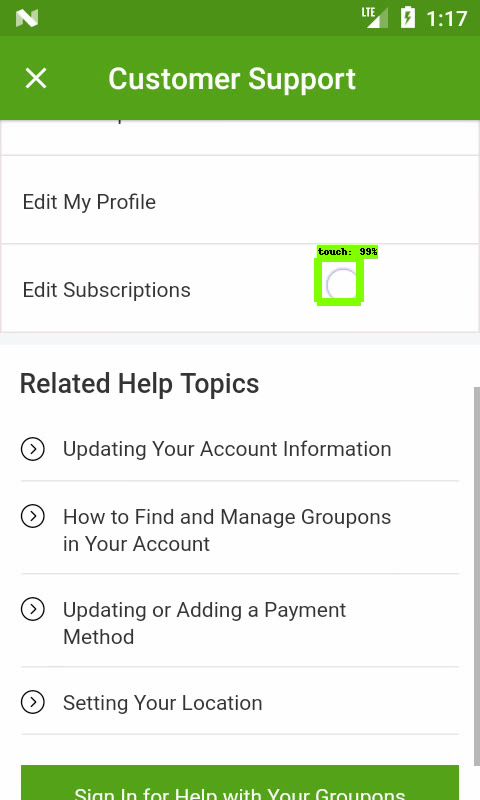 LTE
1:17
Customer Support
Edit My Profile
touch: 99%
Edit Subscriptions
Related Help Topics
Updating Your Account Information
How to Find and Manage Groupons
in Your Account
Updating or Adding a Payment
Method
Setting Your Location
Sign In for Help with Your Groupons